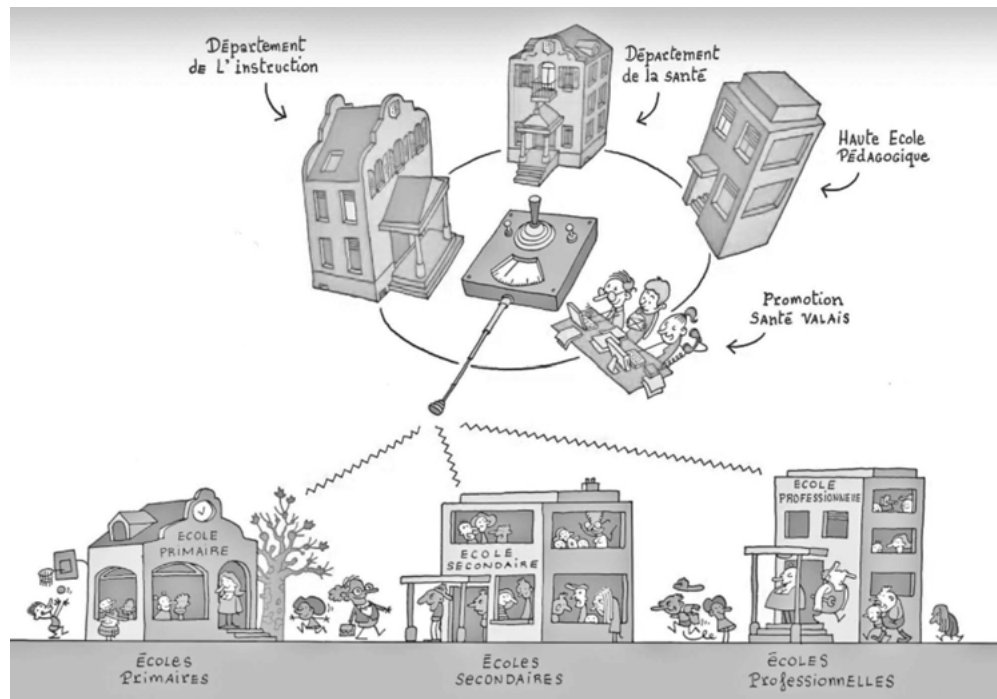 Département
de l'instruction
Département
de la santé
Haute Ecole
Pédagogique
Promotion
Santé Valais
ECOLE
PRIMAIRE
ECOLE
SECONDAIRE
ECOLE
PROFESSIONNELLE
ÉCOLES
PRIMAIRES
ÉCOLES
SECONDAIRES
ÉCOLES
PROFESSIONNELLES